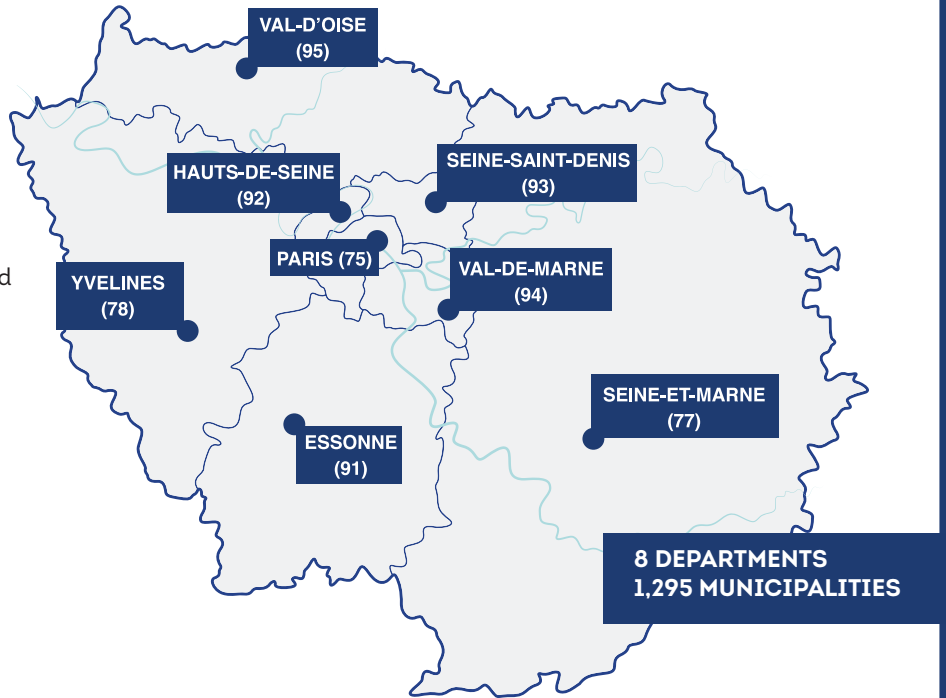 VAL-D'OISE
(95)
HAUTS-DE-SEINE
(92)
SEINE-SAINT-DENIS
(93)
PARIS (75)
VAL-DE-MARNE
(94)
d
YVELINES
(78)
SEINE-ET-MARNE
(77)
ESSONNE
(91)
8 DEPARTMENTS
1,295 MUNICIPALITIES